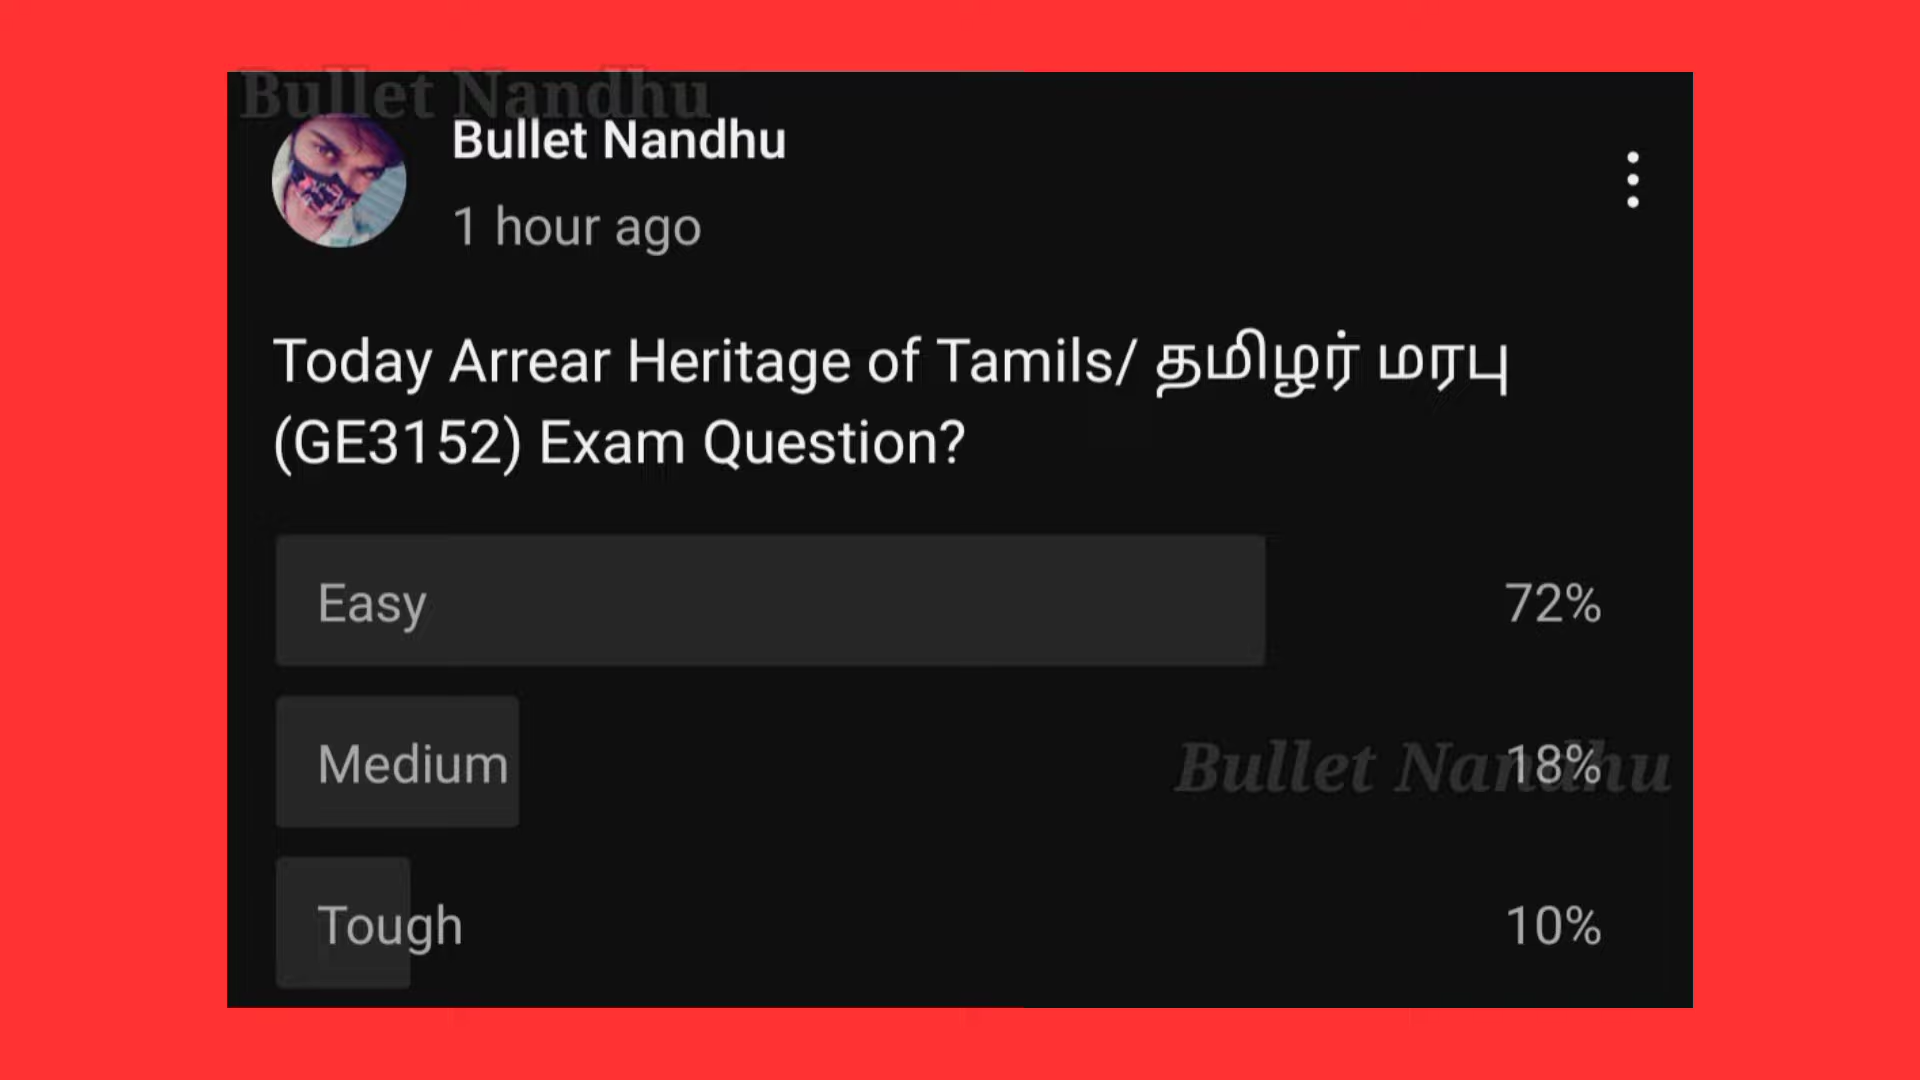 Bullet Nandhu
Bullet Nandhu
1 hour ago
Today Arrear Heritage of Tamils/ தமிழர் மரபு
(GE3152) Exam Question?
Easy 72%
Medium 18%
Bullet Nandhu
Tough 10%